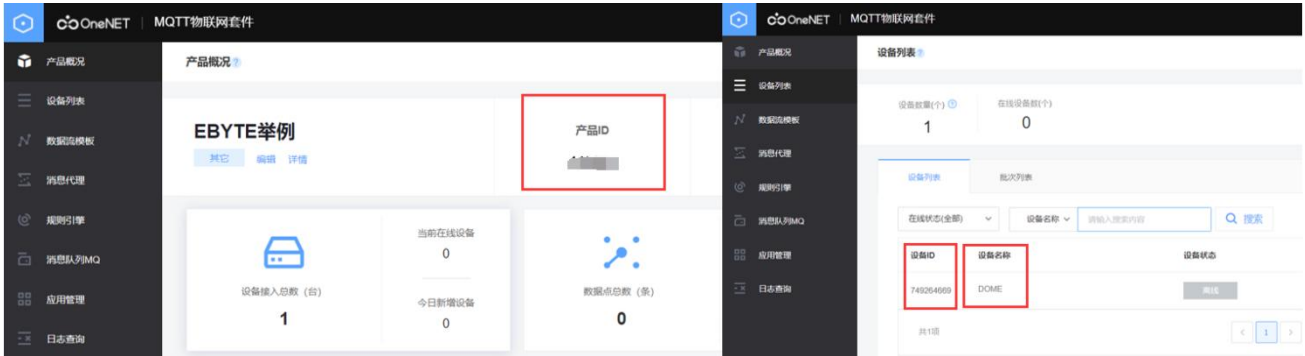 OneNET | MQTT物联网套件
产品概况
设备列表
数据流模板
消息代理
规则引擎
消息队列MQ
应用管理
日志查询
产品概况
EBYTE举例
其它 编辑 详情
产品ID
设备接入总数（台）
1
当前在线设备
0
今日新增设备
0
数据点总数（条）
0
OneNET | MQTT物联网套件
产品概况
设备列表
数据流模板
消息代理
规则引擎
消息队列MQ
应用管理
日志查询
设备列表
设备数量(个) 在线设备数(个)
1 0
设备列表 批次列表
在线状态(全部) 设备名称 请输入搜索内容 搜索
设备ID 设备名称 设备状态
749264669 DOME 离线
共1项 < 1 >